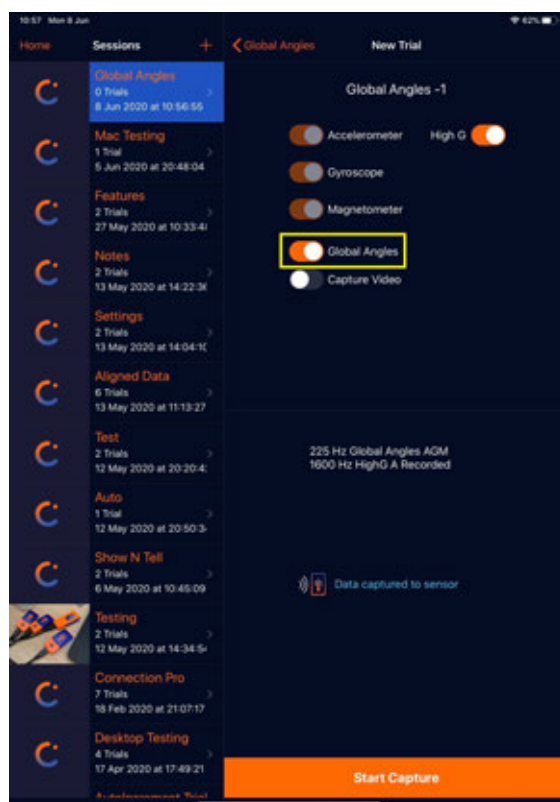 10:57 Mon 8 Jun
62%
Home
Sessions
+
Global Angles
New Trial
Global Angles
0 Trials
8 Jun 2020 at 10:56:55
Mac Testing
1 Trial
5 Jun 2020 at 20:48:04
Features
2 Trials
27 May 2020 at 10:33:4
Notes
2 Trials
13 May 2020 at 14:22:3
Settings
2 Trials
13 May 2020 at 14:04:1
Aligned Data
6 Trials
13 May 2020 at 11:13:27
Test
2 Trials
12 May 2020 at 20:20:4
Auto
1 Trial
12 May 2020 at 20:50:3
Show N Tell
2 Trials
6 May 2020 at 10:45:09
Testing
2 Trials
12 May 2020 at 14:34:5
Connection Pro
7 Trials
18 Feb 2020 at 21:07:17
Desktop Testing
4 Trials
17 Apr 2020 at 17:49:21
AutoIncrement Trial
Global Angles -1
Accelerometer
High G
Gyroscope
Magnetometer
Global Angles
Capture Video
225 Hz Global Angles AGM
1600 Hz HighG A Recorded
Data captured to sensor
Start Capture